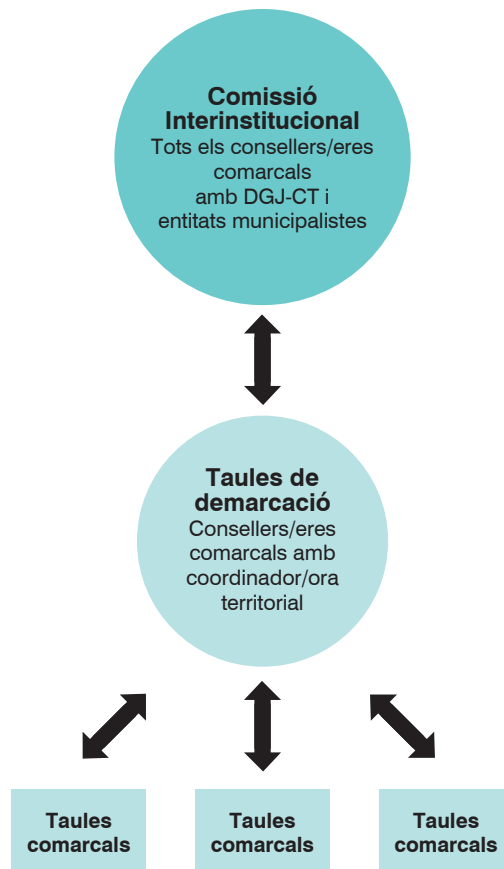 Comissió
Interinstitucional
Tots els consellers/eres
comarcals
amb DGJ-CT i
entitats municipalistes
Taules de
demarcació
Consellers/eres
comarcals amb
coordinador/ora
territorial
Taules
comarcals
Taules
comarcals
Taules
comarcals